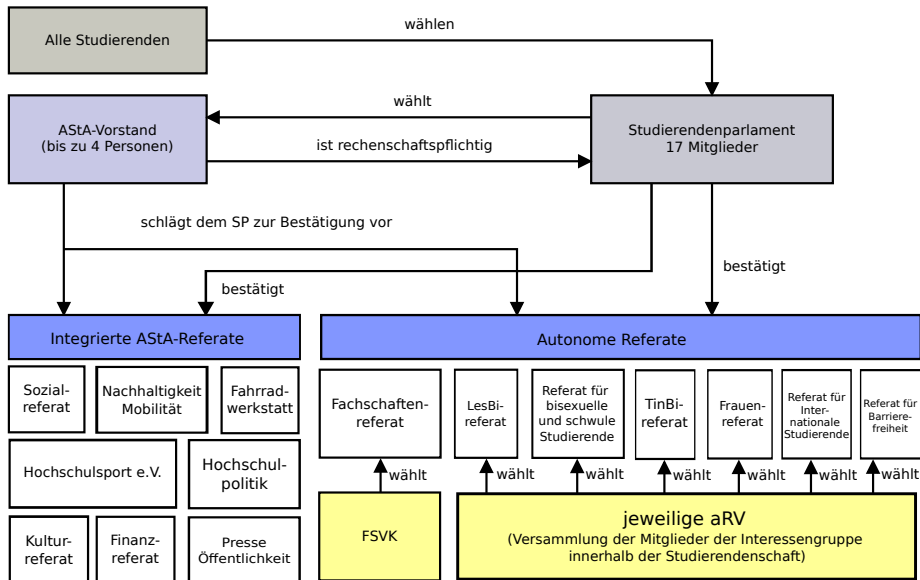 Alle Studierenden
wählen
AStA-Vorstand
(bis zu 4 Personen)
wählt
ist rechenschaftspflichtig
Studierendenparlament
17 Mitglieder
schlägt dem SP zur Bestätigung vor
bestätigt
bestätigt
Integrierte AStA-Referate
Autonome Referate
Sozial-
referat
Nachhaltigkeit
Mobilität
Fahrrad-
werkstatt
Hochschulsport e.V.
Hochschul-
politik
Kultur-
referat
Finanz-
referat
Presse
Öffentlichkeit
Fachschaften-
referat
LesBi-
referat
Referat für
bisexuelle
und schwule
Studierende
TinBi-
referat
Frauen-
referat
Referat für
Inter-
nationale
Studierende
Referat für
Barriere-
freiheit
wählt
wählt
wählt
wählt
wählt
wählt
wählt
FSVK
jeweilige aRV
(Versammlung der Mitglieder der Interessengruppe
innerhalb der Studierendenschaft)